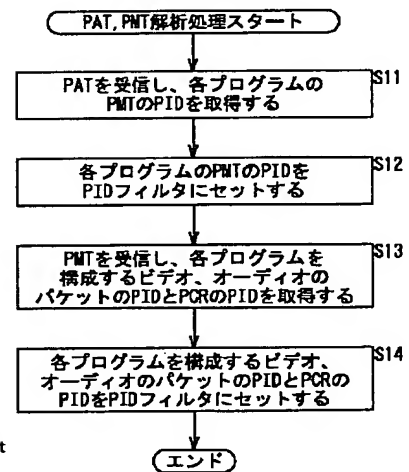 PAT,PMT解析処理スタート
S11
PATを受信し、各プログラムの
PMTのPIDを取得する
S12
各プログラムのPMTのPIDを
PIDフィルタにセットする
S13
PMTを受信し、各プログラムを
構成するビデオ、オーディオの
パケットのPIDとPCRのPIDを取得する
S14
各プログラムを構成するビデオ、
オーディオのパケットのPIDとPCRの
PIDをPIDフィルタにセットする
t
エンド